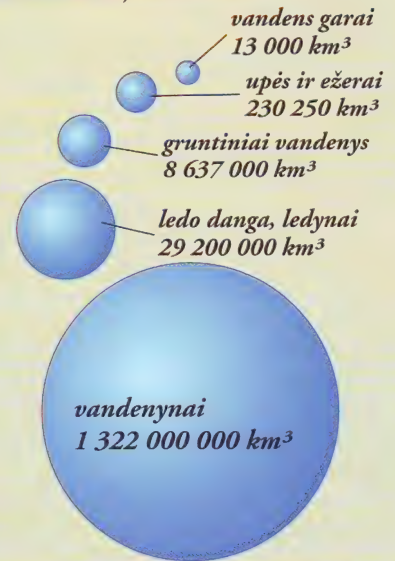 vandens garai
13 000 km³
upės ir ežerai
230 250 km³
gruntiniai vandenys
8 637 000 km³
ledo danga, ledynai
29 200 000 km³
vandenynai
1 322 000 000 km³